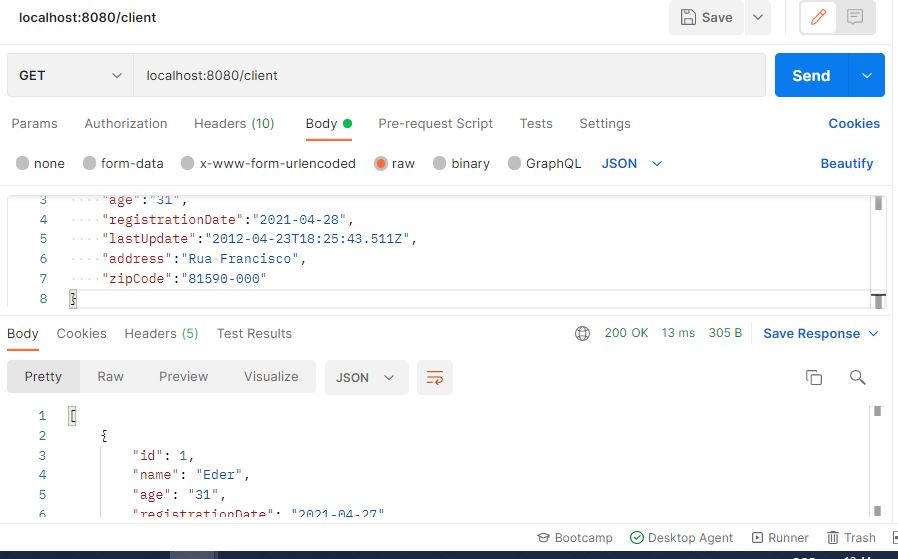 localhost:8080/client
Save
GET
localhost:8080/client
Send
Params Authorization Headers (10) Body Pre-request Script Tests Settings Cookies
none form-data x-www-form-urlencoded raw binary GraphQL JSON Beautify
3 "age":"31",
4 "registrationDate":"2021-04-28",
5 "lastUpdate":"2012-04-23T18:25:43.511Z",
6 "address":"Rua Francisco",
7 "zipCode":"81590-000"
8 }
Body Cookies Headers (5) Test Results 200 OK 13 ms 305 B Save Response
Pretty Raw Preview Visualize JSON
1 [
2 {
3 "id": 1,
4 "name": "Eder",
5 "age": "31",
6 "registrationDate": "2021-04-27"
Bootcamp Desktop Agent Runner Trash